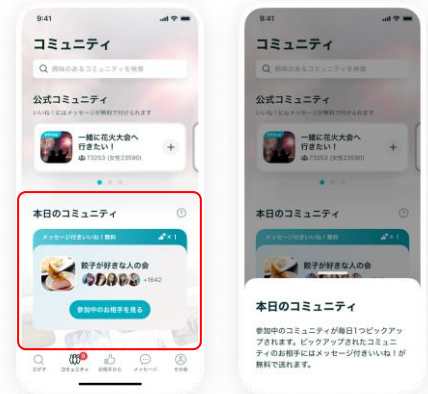 9:41
コミュニティ
興味のあるコミュニティを検索
公式コミュニティ
いいね！にはメッセージが無料で付けられます
一緒に花火大会へ
行きたい！
73253 (女性23590)
本日のコミュニティ
メッセージ付きいいね！無料
× 1
餃子が好きな人の会
+1642
参加中のお相手を見る
さがす
コミュニティ
お相手から
メッセージ
その他
9:41
コミュニティ
興味のあるコミュニティを検索
公式コミュニティ
いいね！にはメッセージが無料で付けられます
一緒に花火大会へ
行きたい！
73253 (女性23590)
本日のコミュニティ
メッセージ付きいいね！無料
× 1
餃子が好きな人の会
本日のコミュニティ
参加中のコミュニティが毎日1つピックアッ
プされます。ピックアップされたコミュニ
ティのお相手にはメッセージ付きいいね！が
無料で送れます。